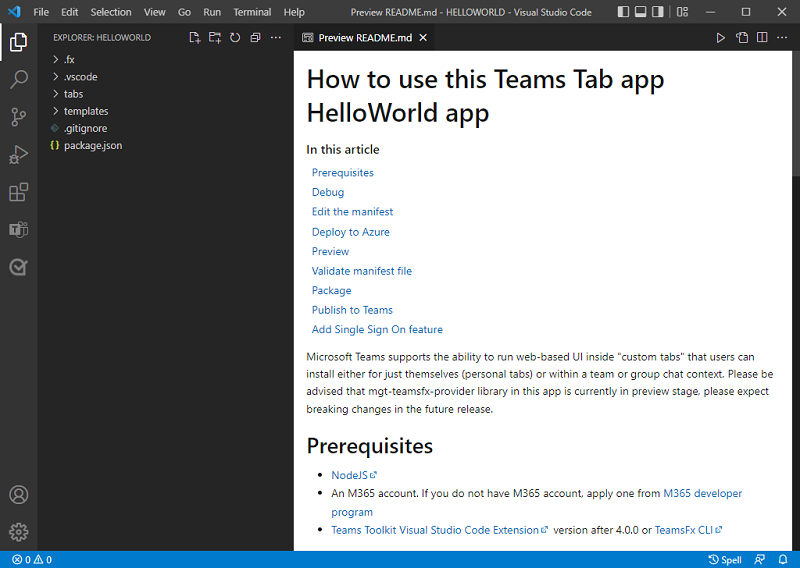 File Edit Selection View Go Run Terminal Help Preview README.md - HELLOWORLD - Visual Studio Code
EXPLORER: HELLOWORLD
.fx
.vscode
tabs
templates
.gitignore
{} package.json
Preview README.md
How to use this Teams Tab app
HelloWorld app
In this article
Prerequisites
Debug
Edit the manifest
Deploy to Azure
Preview
Validate manifest file
Package
Publish to Teams
Add Single Sign On feature
Microsoft Teams supports the ability to run web-based UI inside "custom tabs" that users can
install either for just themselves (personal tabs) or within a team or group chat context. Please be
advised that mgt-teamsfx-provider library in this app is currently in preview stage, please expect
breaking changes in the future release.
Prerequisites
• NodeJS
• An M365 account. If you do not have M365 account, apply one from M365 developer
program
• Teams Toolkit Visual Studio Code Extension version after 4.0.0 or TeamsFx CLI
0 0 Spell